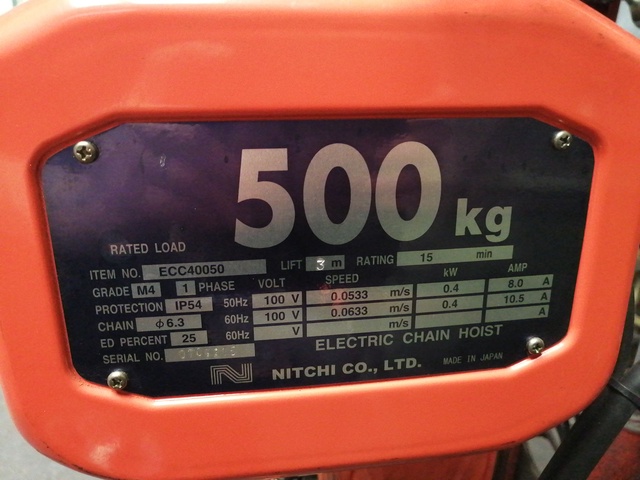 500 kg
RATED LOAD
ITEM NO. ECC40050 LIFT 3 m RATING 15 min
GRADE M4 1 PHASE VOLT SPEED kW AMP
PROTECTION IP54 50Hz 100 V 0.0533 m/s 0.4 8.0 A
CHAIN φ6.3 60Hz 100 V 0.0633 m/s 0.4 10.5 A
ED PERCENT 25 60Hz V m/s A
SERIAL NO. ELECTRIC CHAIN HOIST
N NITCHI CO., LTD. MADE IN JAPAN